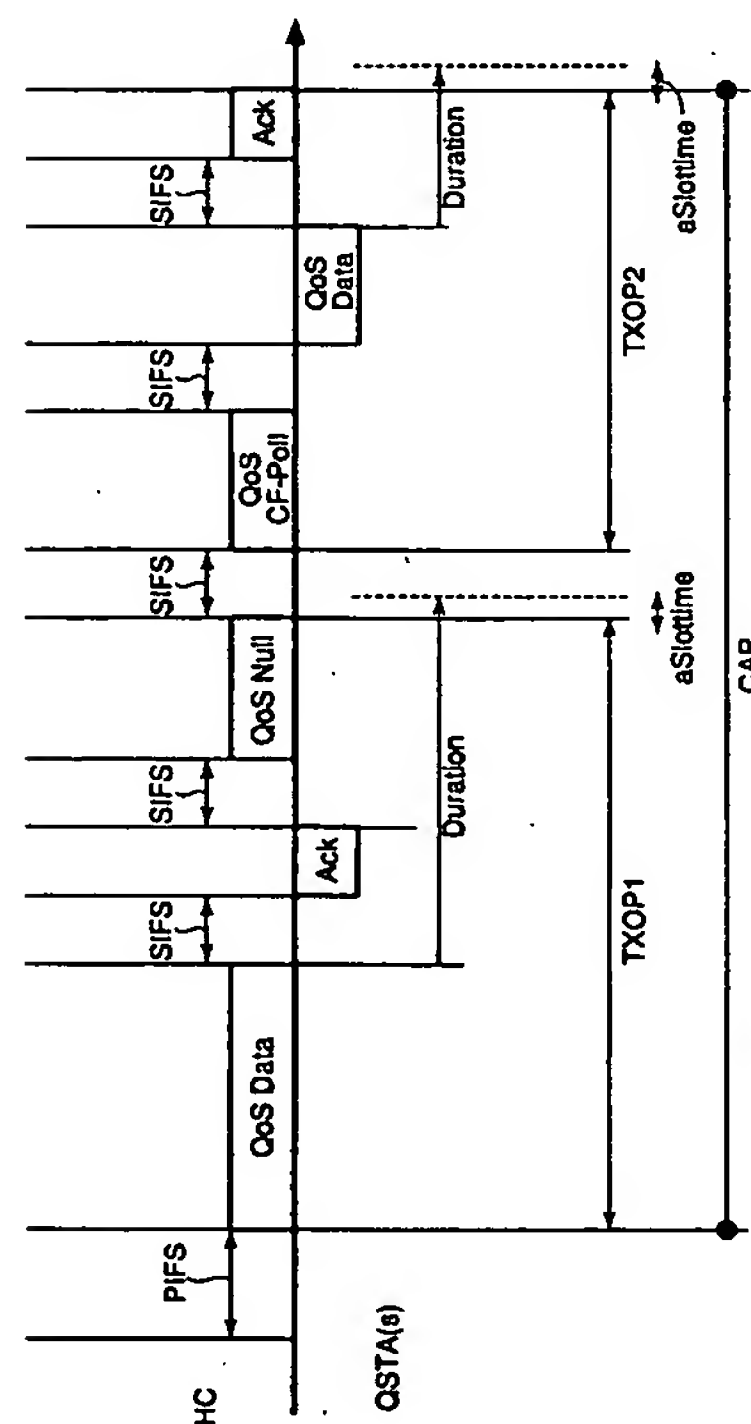 HC
PIFS
QoS Data
SIFS
Ack
SIFS
QoS Null
SIFS
QoS
CF-Poll
SIFS
QoS
Data
SIFS
Ack
QSTA(s)
Duration
Duration
TXOP1
TXOP2
aSlottime
aSlottime
CAP